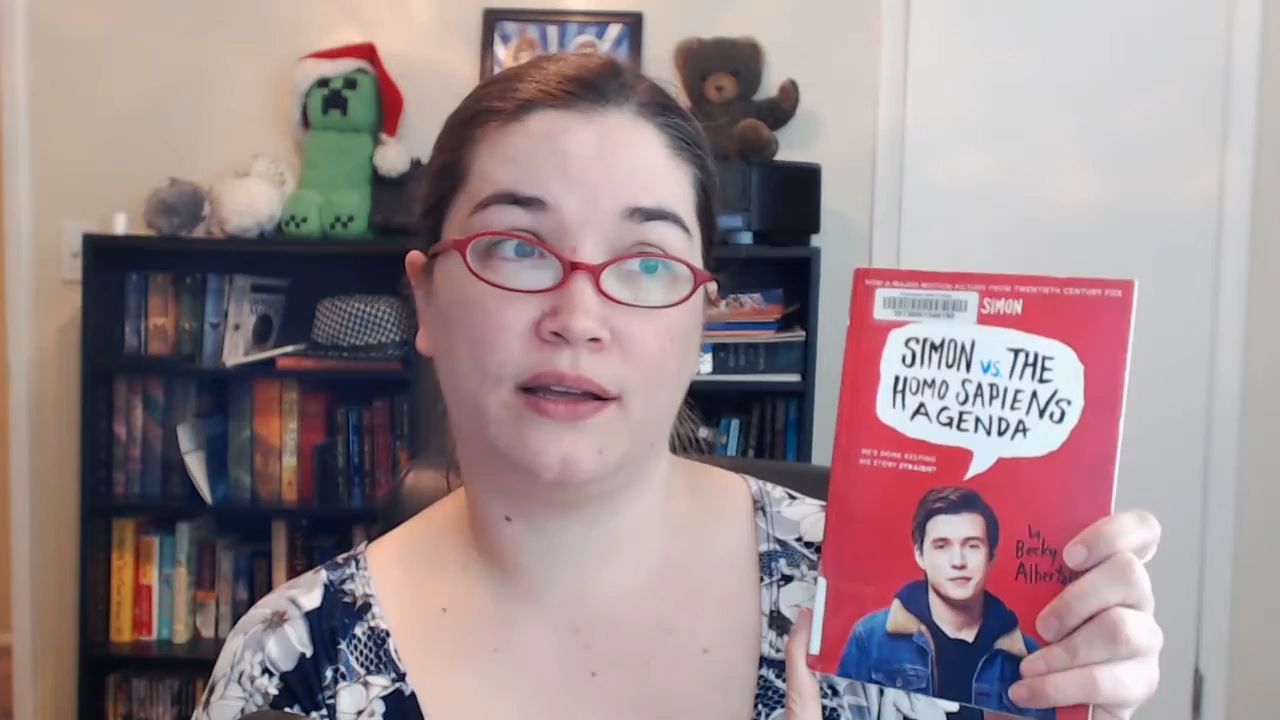 NOW A MAJOR MOTION PICTURE FROM TWENTIETH CENTURY FOX
SIMON
SIMON VS. THE
HOMO SAPIENS
AGENDA
HE'S DONE KEEPING
HIS STORY STRAIGHT
by
Becky